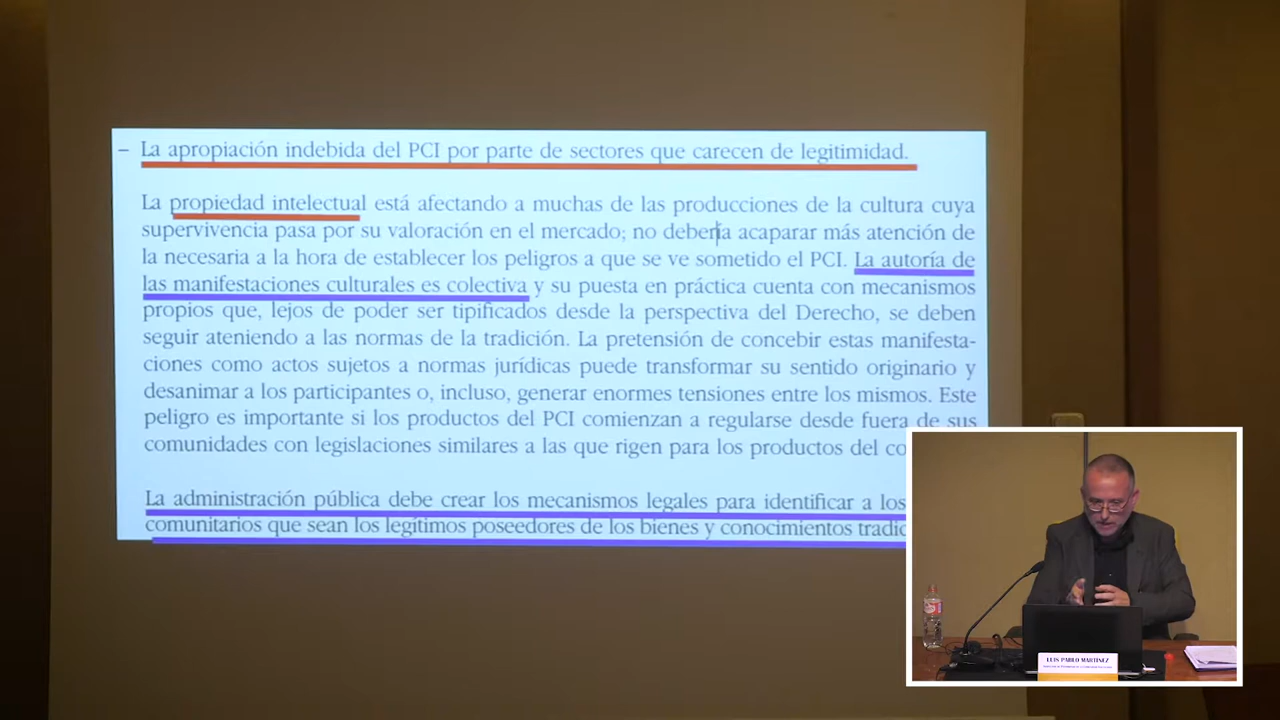 – La apropiación indebida del PCI por parte de sectores que carecen de legitimidad.
La propiedad intelectual está afectando a muchas de las producciones de la cultura cuya
supervivencia pasa por su valoración en el mercado; no debería acaparar más atención de
la necesaria a la hora de establecer los peligros a que se ve sometido el PCI. La autoría de
las manifestaciones culturales es colectiva y su puesta en práctica cuenta con mecanismos
propios que, lejos de poder ser tipificados desde la perspectiva del Derecho, se deben
seguir ateniendo a las normas de la tradición. La pretensión de concebir estas manifesta-
ciones como actos sujetos a normas jurídicas puede transformar su sentido originario y
desanimar a los participantes o, incluso, generar enormes tensiones entre los mismos. Este
peligro es importante si los productos del PCI comienzan a regularse desde fuera de sus
comunidades con legislaciones similares a las que rigen para los productos del co
La administración pública debe crear los mecanismos legales para identificar a los
comunitarios que sean los legítimos poseedores de los bienes y conocimientos tradic
LUIS PABLO MARTÍNEZ